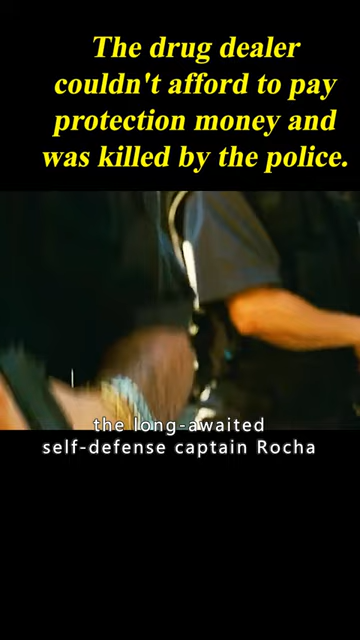 The drug dealer
couldn't afford to pay
protection money and
was killed by the police.
the long-awaited
self-defense captain Rocha